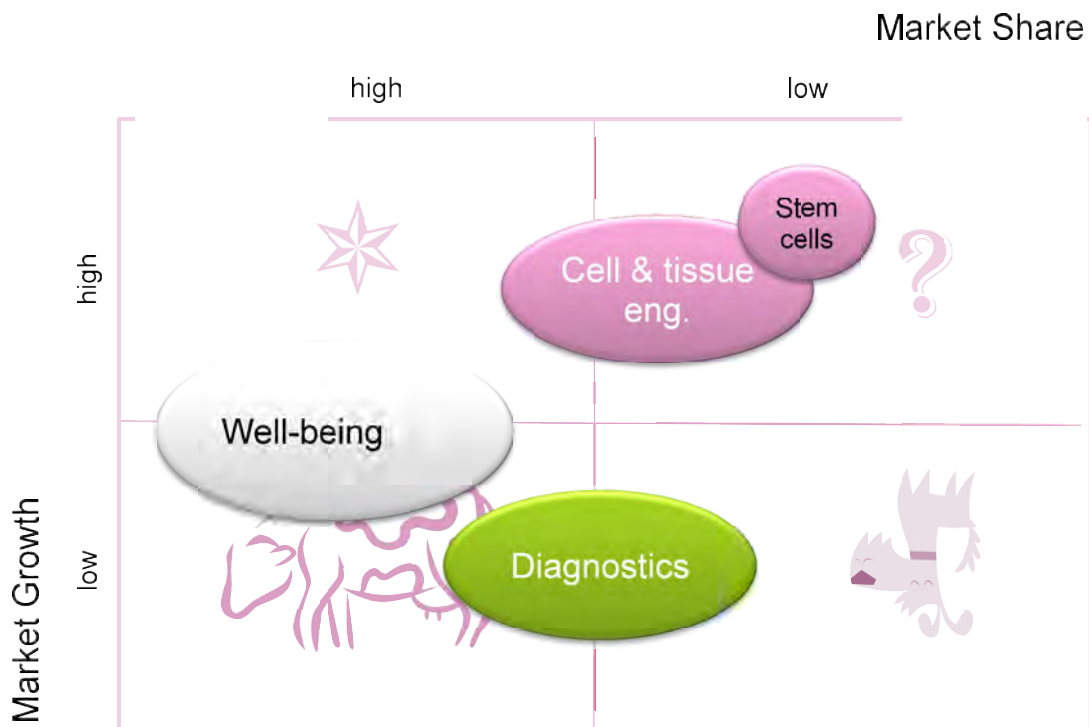 Market Share
high
low
Stem
cells
Cell & tissue
eng.
?
high
Well-being
Diagnostics
low
Market Growth